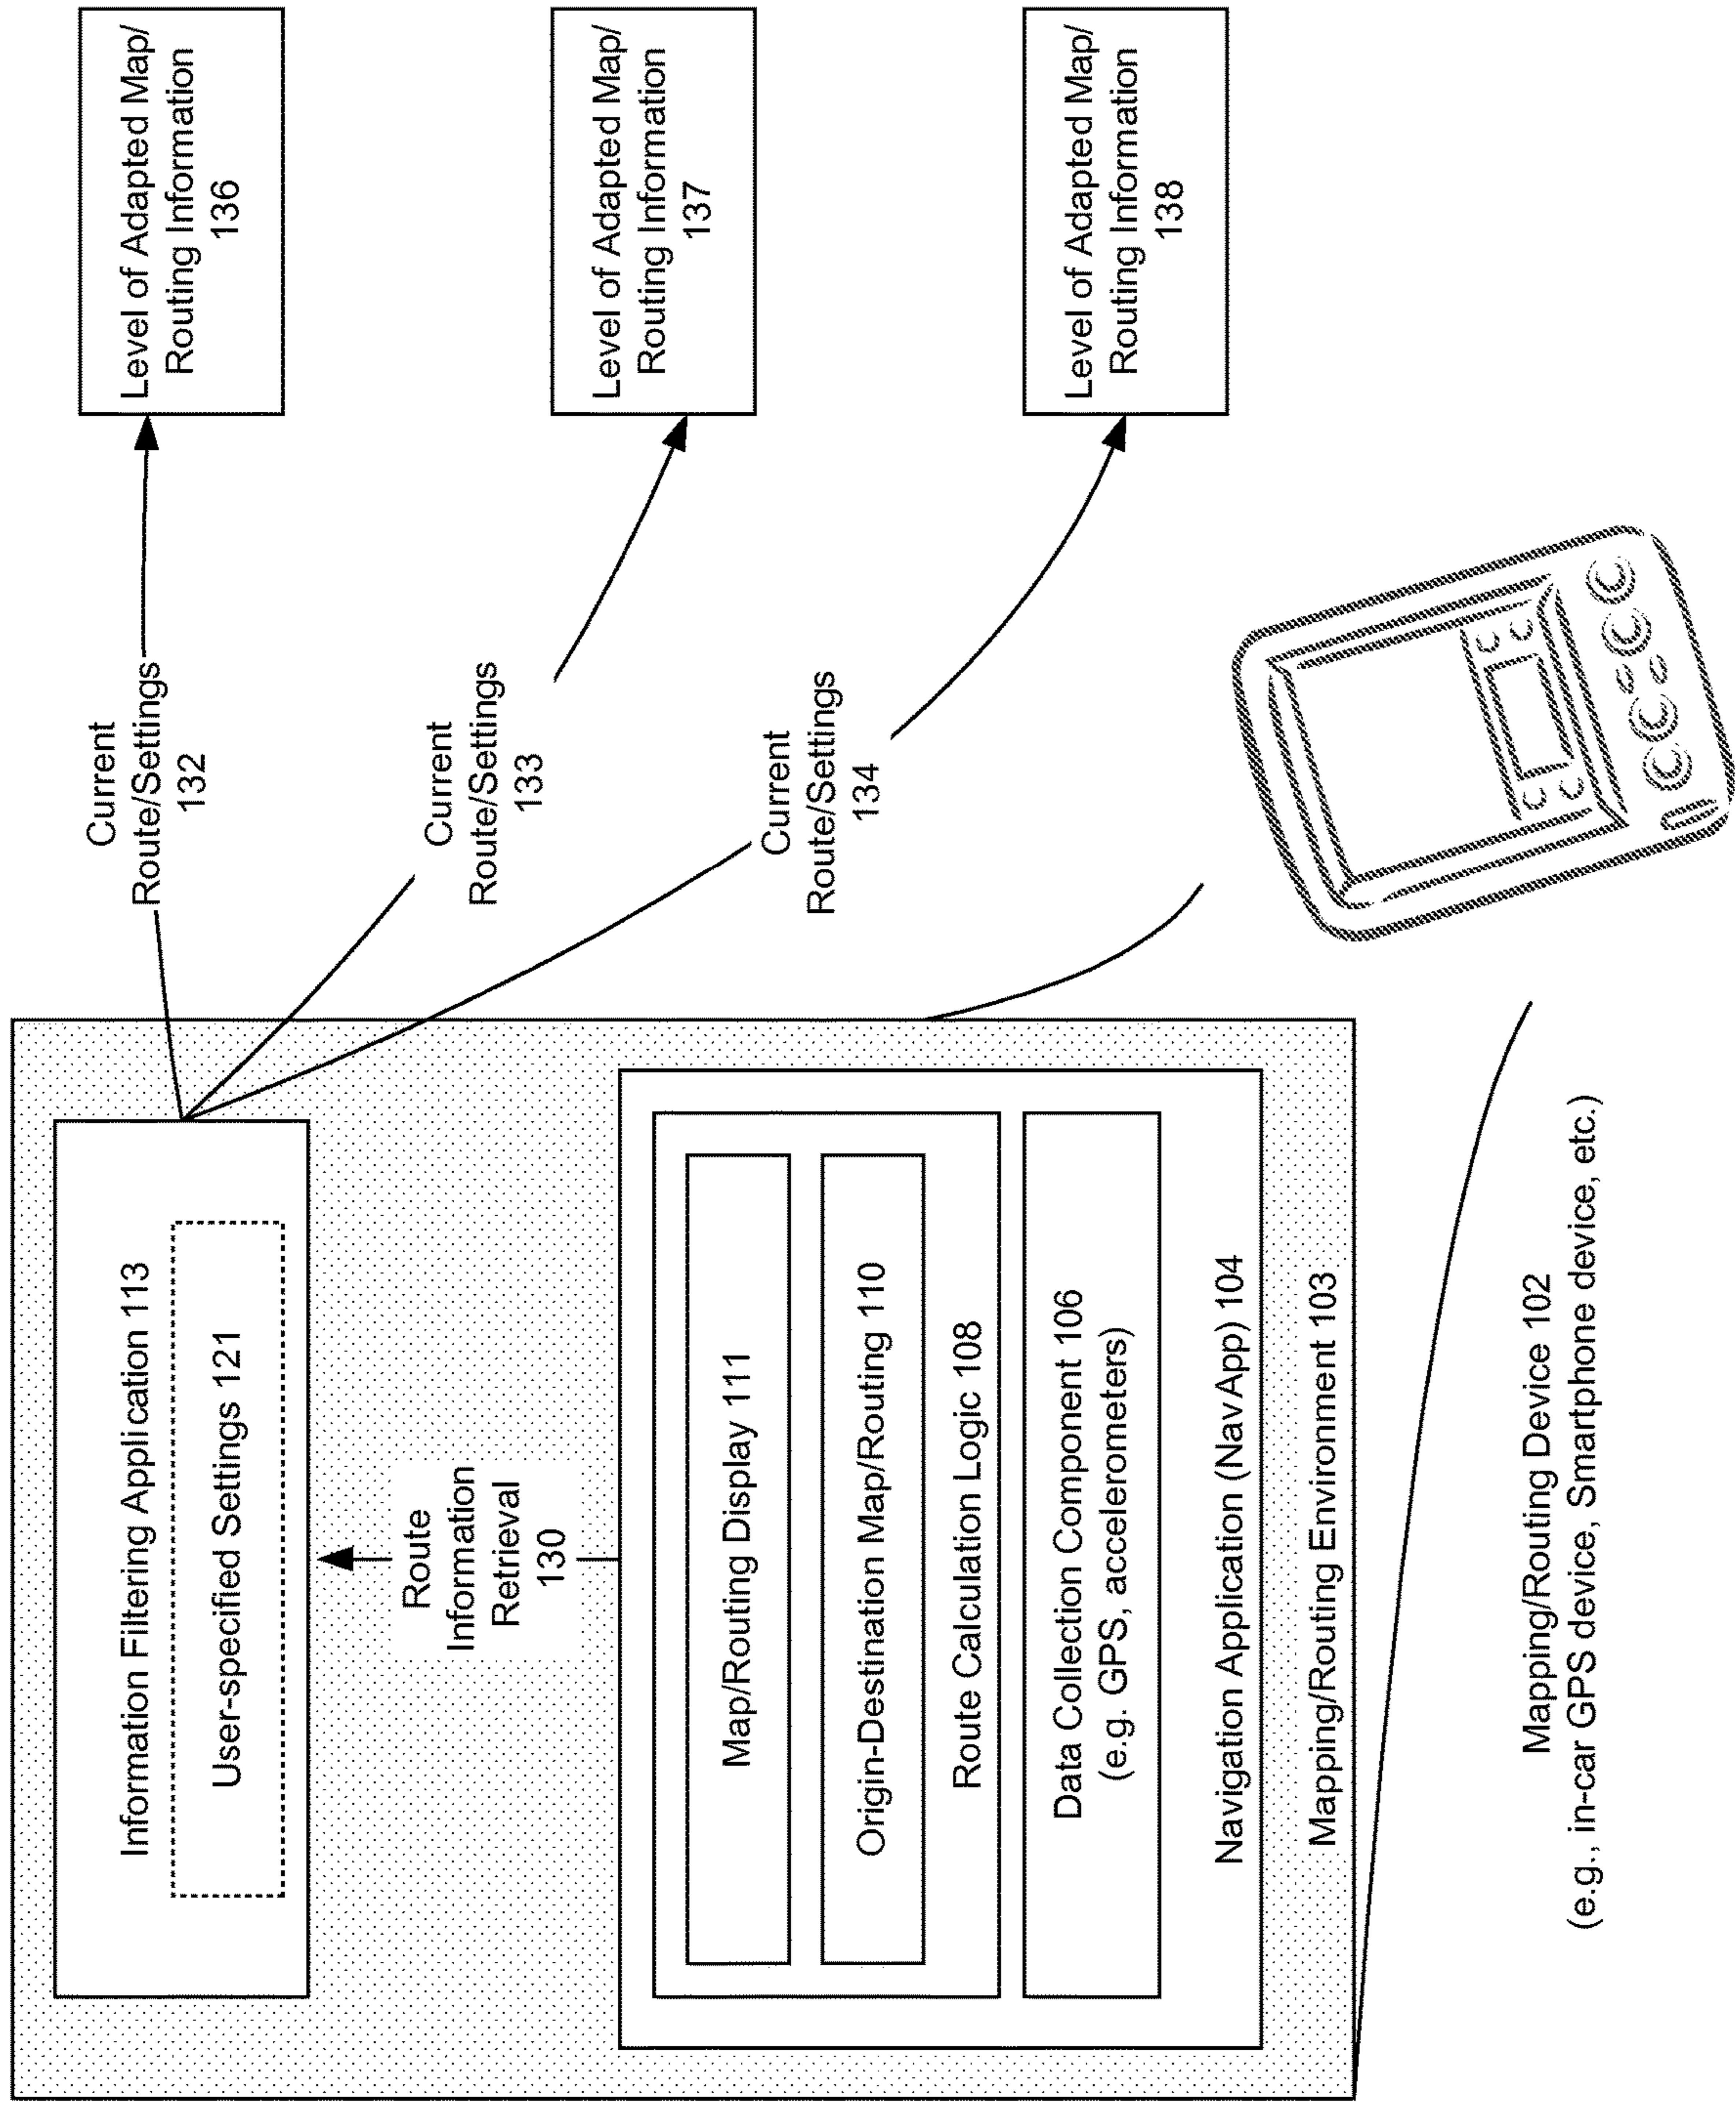 Information Filtering Application 113
User-specified Settings 121
Route
Information
Retrieval
130
Map/Routing Display 111
Origin-Destination Map/Routing 110
Route Calculation Logic 108
Data Collection Component 106
(e.g. GPS, accelerometers)
Navigation Application (Nav App) 104
Mapping/Routing Environment 103
Mapping/Routing Device 102
(e.g., in-car GPS device, Smartphone device, etc.)
Current
Route/Settings
132
Current
Route/Settings
133
Current
Route/Settings
134
Level of Adapted Map/
Routing Information
136
Level of Adapted Map/
Routing Information
137
Level of Adapted Map/
Routing Information
138